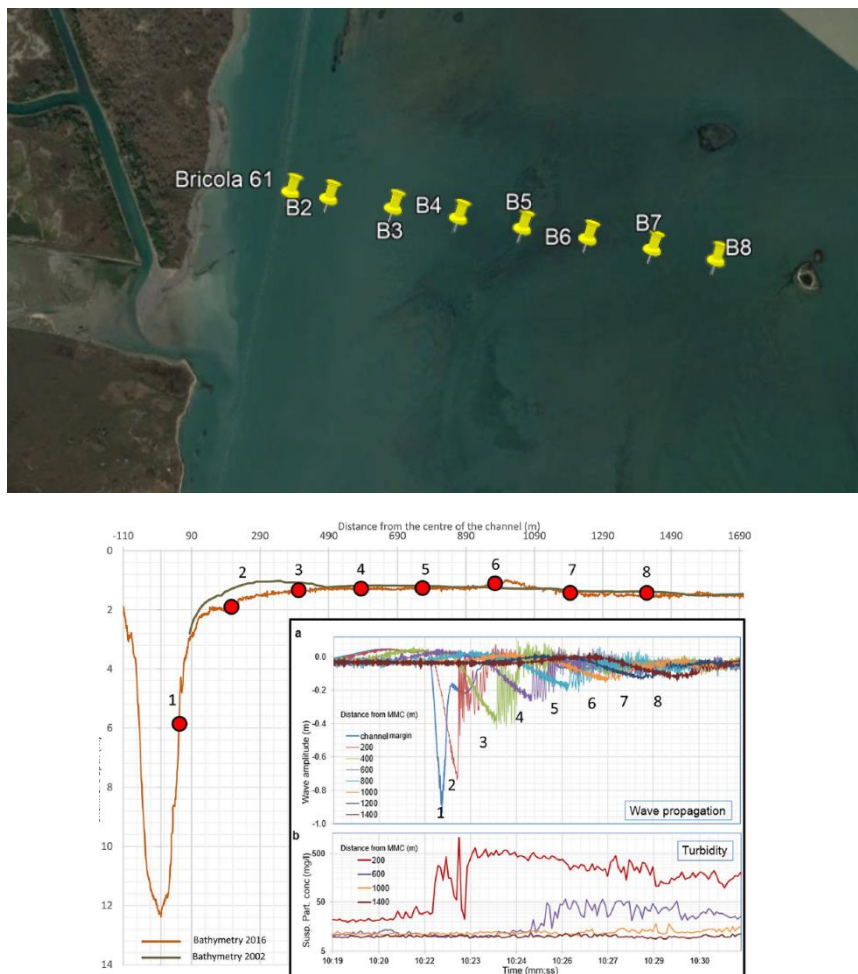 Bricola 61
B2
B3
B4
B5
B6
B7
B8
Distance from the centre of the channel (m)
-110 90 290 490 690 890 1090 1290 1490 1690
0
2
4
6
8
10
12
14
1
2
3
4
5
6
7
8
Bathymetry 2016
Bathymetry 2002
a
Wave amplitude (m)
0.0
-0.2
-0.4
-0.6
-0.8
-1.0
Distance from MMC (m)
channel margin
200
400
600
800
1000
1200
1400
1
2
3
4
5
6
7
8
Wave propagation
b
Susp. Part. conc (mg/l)
500
50
5
Distance from MMC (m)
200
600
1000
1400
Turbidity
10:19 10:20 10:22 10:23 10:24 10:26 10:27 10:29 10:30
Time (mm:ss)